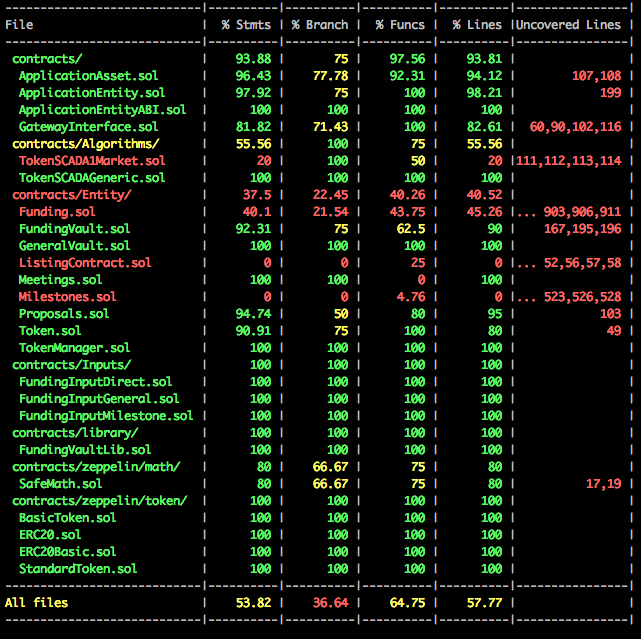 File | % Stmts | % Branch | % Funcs | % Lines |Uncovered Lines |
contracts/ | 93.88 | 75 | 97.56 | 93.81 | |
ApplicationAsset.sol | 96.43 | 77.78 | 92.31 | 94.12 | 107,108 |
ApplicationEntity.sol | 97.92 | 75 | 100 | 98.21 | 199 |
ApplicationEntityABI.sol | 100 | 100 | 100 | 100 | |
GatewayInterface.sol | 81.82 | 71.43 | 100 | 82.61 | 60,90,102,116 |
contracts/Algorithms/ | 55.56 | 100 | 75 | 55.56 | |
TokenSCADA1Market.sol | 20 | 100 | 50 | 20 |111,112,113,114 |
TokenSCADAGeneric.sol | 100 | 100 | 100 | 100 | |
contracts/Entity/ | 37.5 | 22.45 | 40.26 | 40.52 | |
Funding.sol | 40.1 | 21.54 | 43.75 | 45.26 |... 903,906,911 |
FundingVault.sol | 92.31 | 75 | 62.5 | 90 | 167,195,196 |
GeneralVault.sol | 100 | 100 | 100 | 100 | |
ListingContract.sol | 0 | 0 | 25 | 0 |... 52,56,57,58 |
Meetings.sol | 100 | 100 | 0 | 100 | |
Milestones.sol | 0 | 0 | 4.76 | 0 |... 523,526,528 |
Proposals.sol | 94.74 | 50 | 80 | 95 | 103 |
Token.sol | 90.91 | 75 | 100 | 80 | 49 |
TokenManager.sol | 100 | 100 | 100 | 100 | |
contracts/Inputs/ | 100 | 100 | 100 | 100 | |
FundingInputDirect.sol | 100 | 100 | 100 | 100 | |
FundingInputGeneral.sol | 100 | 100 | 100 | 100 | |
FundingInputMilestone.sol | 100 | 100 | 100 | 100 | |
contracts/library/ | 100 | 100 | 100 | 100 | |
FundingVaultLib.sol | 100 | 100 | 100 | 100 | |
contracts/zeppelin/math/ | 80 | 66.67 | 75 | 80 | |
SafeMath.sol | 80 | 66.67 | 75 | 80 | 17,19 |
contracts/zeppelin/token/ | 100 | 100 | 100 | 100 | |
BasicToken.sol | 100 | 100 | 100 | 100 | |
ERC20.sol | 100 | 100 | 100 | 100 | |
ERC20Basic.sol | 100 | 100 | 100 | 100 | |
StandardToken.sol | 100 | 100 | 100 | 100 | |
All files | 53.82 | 36.64 | 64.75 | 57.77 | |